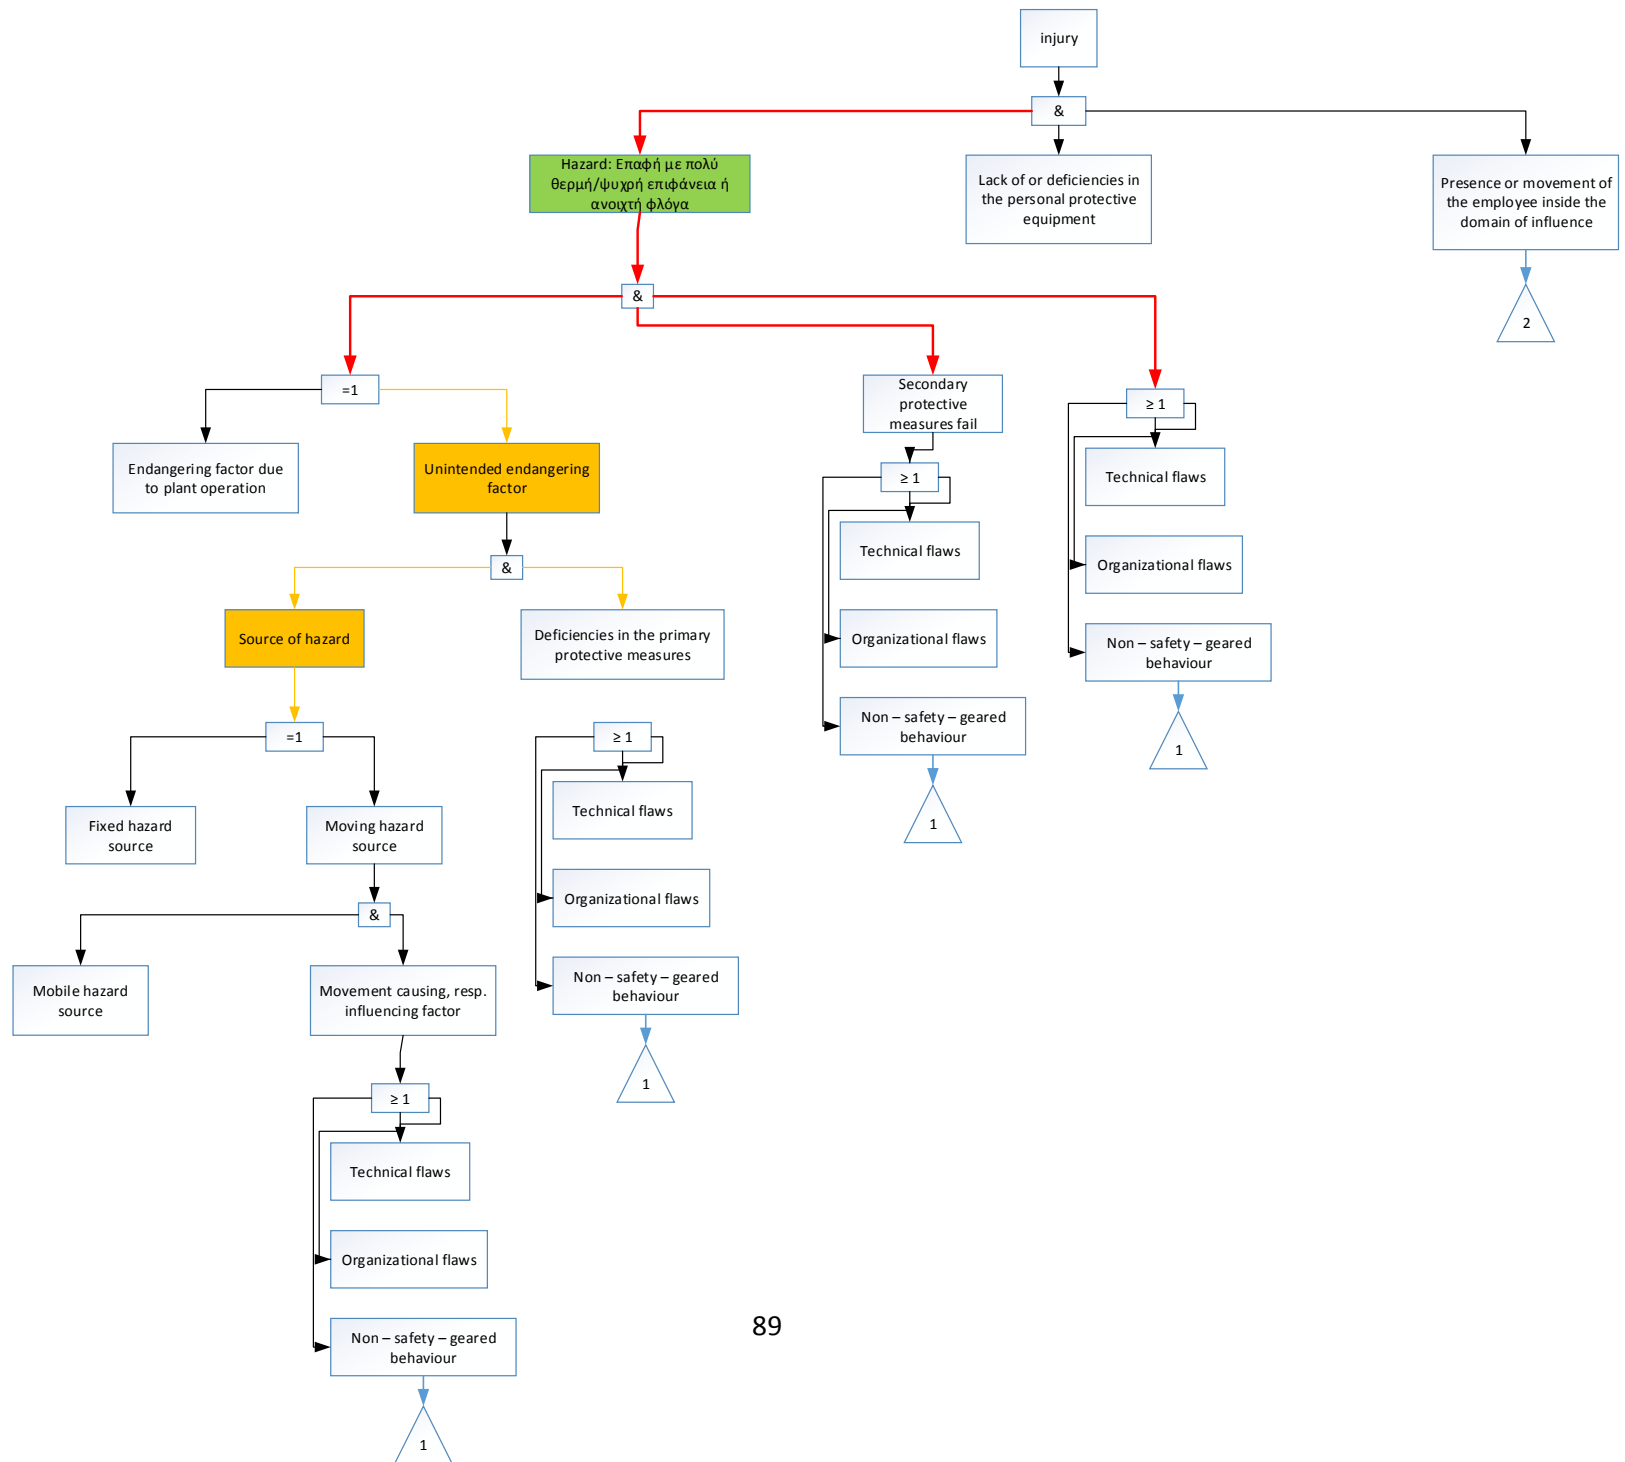 injury
&
Hazard: Επαφή με πολύ
θερμή/ψυχρή επιφάνεια ή
ανοιχτή φλόγα
Lack of or deficiencies in
the personal protective
equipment
Presence or movement of
the employee inside the
domain of influence
&
2
=1
Secondary
protective
measures fail
≥ 1
Endangering factor due
to plant operation
Unintended endangering
factor
≥ 1
Technical flaws
Technical flaws
&
Organizational flaws
Source of hazard
Deficiencies in the primary
protective measures
Organizational flaws
Non – safety – geared
behaviour
=1
≥ 1
Non – safety – geared
behaviour
1
Fixed hazard
source
Moving hazard
source
Technical flaws
1
&
Organizational flaws
Mobile hazard
source
Movement causing, resp.
influencing factor
Non – safety – geared
behaviour
1
≥ 1
Technical flaws
Organizational flaws
Non – safety – geared
behaviour
1
89